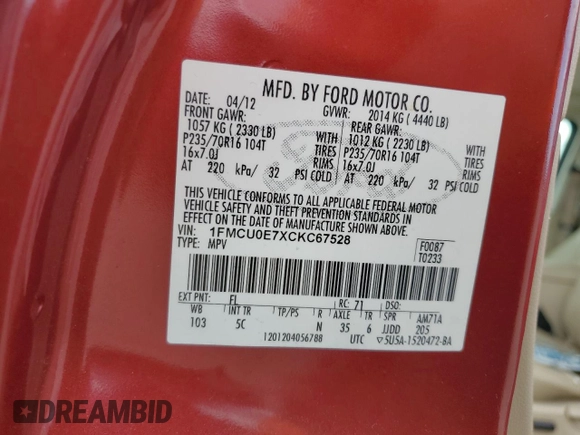 MFD. BY FORD MOTOR CO.
DATE: 04/12 GVWR: 2014 KG ( 4440 LB)
FRONT GAWR: REAR GAWR:
1057 KG ( 2330 LB) WITH 1012 KG ( 2230 LB) WITH
P235/70R16 104T TIRES P235/70R16 104T TIRES
16x7.0J RIMS 16x7.0J RIMS
AT 220 kPa/ 32 PSI COLD AT 220 kPa/ 32 PSI COLD
THIS VEHICLE CONFORMS TO ALL APPLICABLE FEDERAL MOTOR
VEHICLE SAFETY AND THEFT PREVENTION STANDARDS IN
EFFECT ON THE DATE OF MANUFACTURE SHOWN ABOVE.
VIN: 1FMCU0E7XCKC67528 F0087
TYPE: MPV T0233
EXT PNT: FL RC: 71 DSO:
WB INT TR TP/PS R AXLE TR SPR AM71A
103 5C N 35 6 JJDD 205
1201204056788 UTC ▽5U5A-1520472-BA
DREAMBID